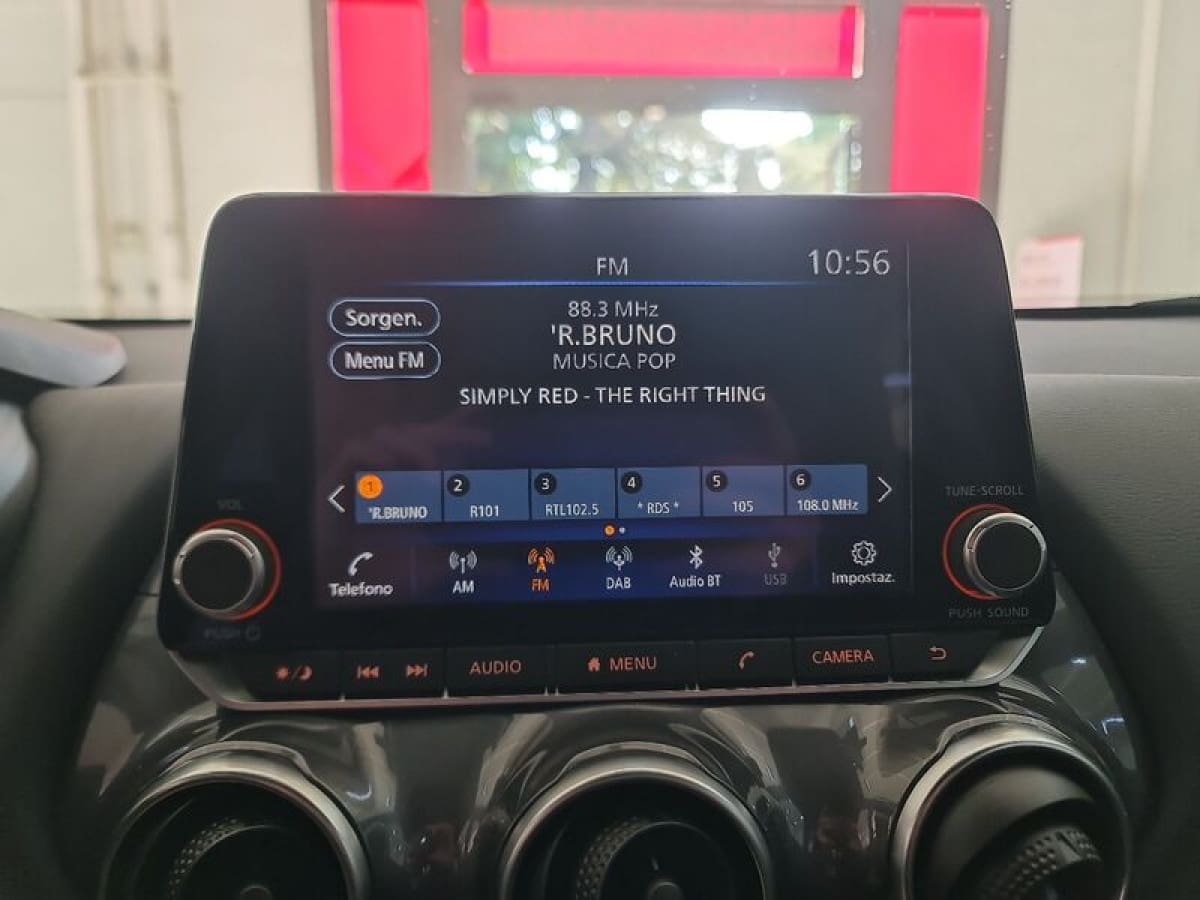 FM
10:56
Sorgen.
Menu FM
88.3 MHz
'R.BRUNO
MUSICA POP
SIMPLY RED - THE RIGHT THING
1
2
3
4
5
6
'R.BRUNO
R101
RTL102.5
* RDS *
105
108.0 MHz
Telefono
AM
FM
DAB
Audio BT
USB
Impostaz.
VOL
PUSH
TUNE-SCROLL
PUSH SOUND
AUDIO
MENU
CAMERA